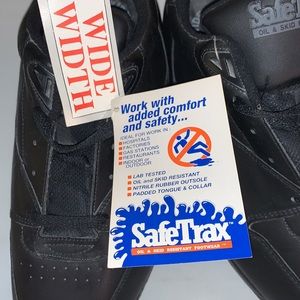 WIDE
WIDTH
SafeTrax
OIL & SKID
Work with
added comfort
and safety...
IDEAL FOR WORK IN:
■ HOSPITALS
■ FACTORIES
■ GAS STATIONS
■ RESTAURANTS
■ INDOOR or
OUTDOOR
■ LAB TESTED
■ OIL and SKID RESISTANT
■ NITRILE RUBBER OUTSOLE
■ PADDED TONGUE & COLLAR
SafeTrax
OIL & SKID RESISTANT FOOTWEAR